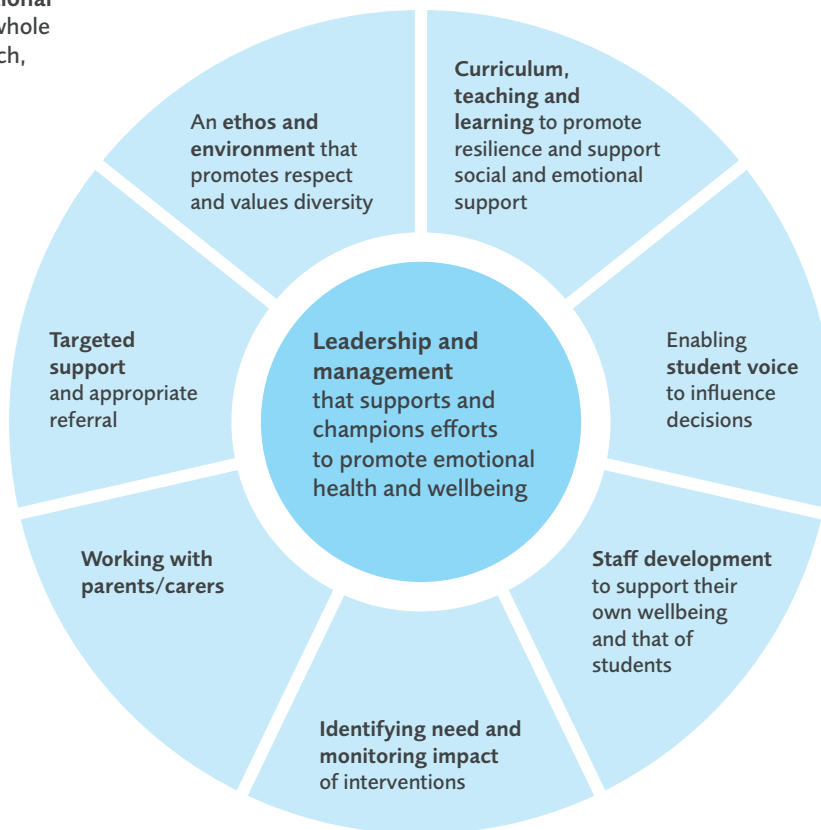 tional
whole
ch,
Curriculum,
teaching and
learning to promote
resilience and support
social and emotional
support
An ethos and
environment that
promotes respect
and values diversity
Enabling
student voice
to influence
decisions
Targeted
support
and appropriate
referral
Leadership and
management
that supports and
champions efforts
to promote emotional
health and wellbeing
Staff development
to support their
own wellbeing
and that of
students
Working with
parents/carers
Identifying need and
monitoring impact
of interventions